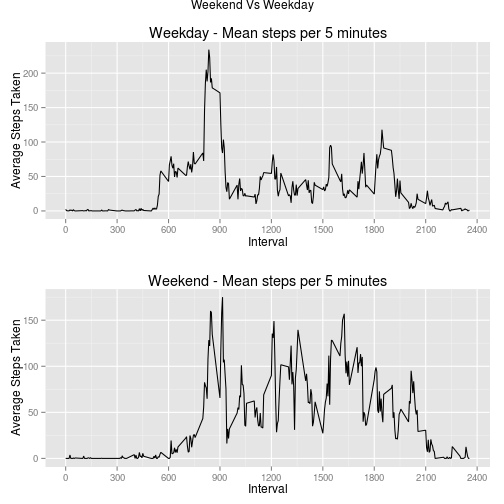 Weekend Vs Weekday
Weekday - Mean steps per 5 minutes
Average Steps Taken
200
150
100
50
0
0 300 600 900 1200 1500 1800 2100 2400
Interval
Weekend - Mean steps per 5 minutes
Average Steps Taken
150
100
50
0
0 300 600 900 1200 1500 1800 2100 2400
Interval